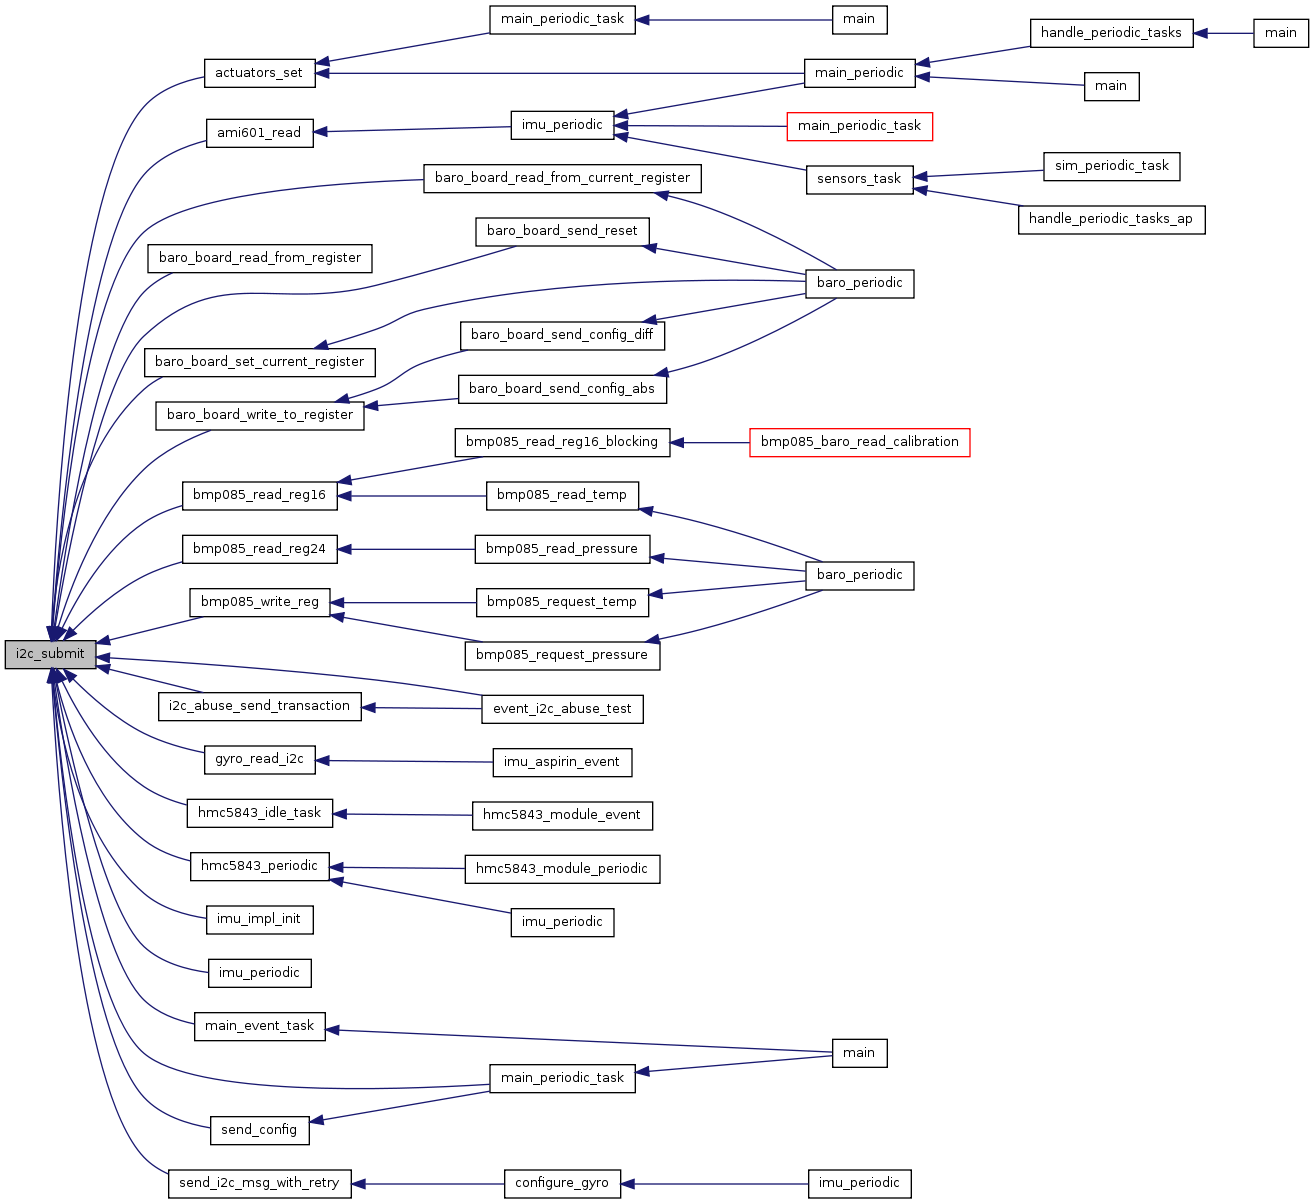 main_periodic_task
main
handle_periodic_tasks
main
actuators_set
main_periodic
main
ami601_read
imu_periodic
main_periodic_task
sim_periodic_task
baro_board_read_from_current_register
sensors_task
handle_periodic_tasks_ap
baro_board_send_reset
baro_board_read_from_register
baro_periodic
baro_board_send_config_diff
baro_board_set_current_register
baro_board_send_config_abs
baro_board_write_to_register
bmp085_read_reg16_blocking
bmp085_baro_read_calibration
bmp085_read_reg16
bmp085_read_temp
bmp085_read_reg24
bmp085_read_pressure
baro_periodic
bmp085_write_reg
bmp085_request_temp
i2c_submit
bmp085_request_pressure
i2c_abuse_send_transaction
event_i2c_abuse_test
gyro_read_i2c
imu_aspirin_event
hmc5843_idle_task
hmc5843_module_event
hmc5843_periodic
hmc5843_module_periodic
imu_impl_init
imu_periodic
imu_periodic
main_event_task
main
main_periodic_task
send_config
send_i2c_msg_with_retry
configure_gyro
imu_periodic